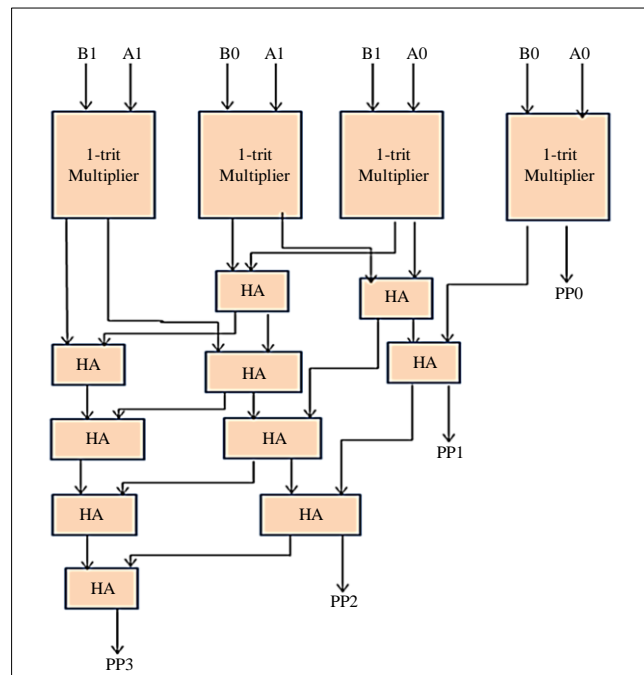 B1 A1 B0 A1 B1 A0 B0 A0
1-trit
Multiplier
1-trit
Multiplier
1-trit
Multiplier
1-trit
Multiplier
HA
HA
PP0
HA
HA
HA
HA
HA
PP1
HA
HA
HA
PP2
PP3